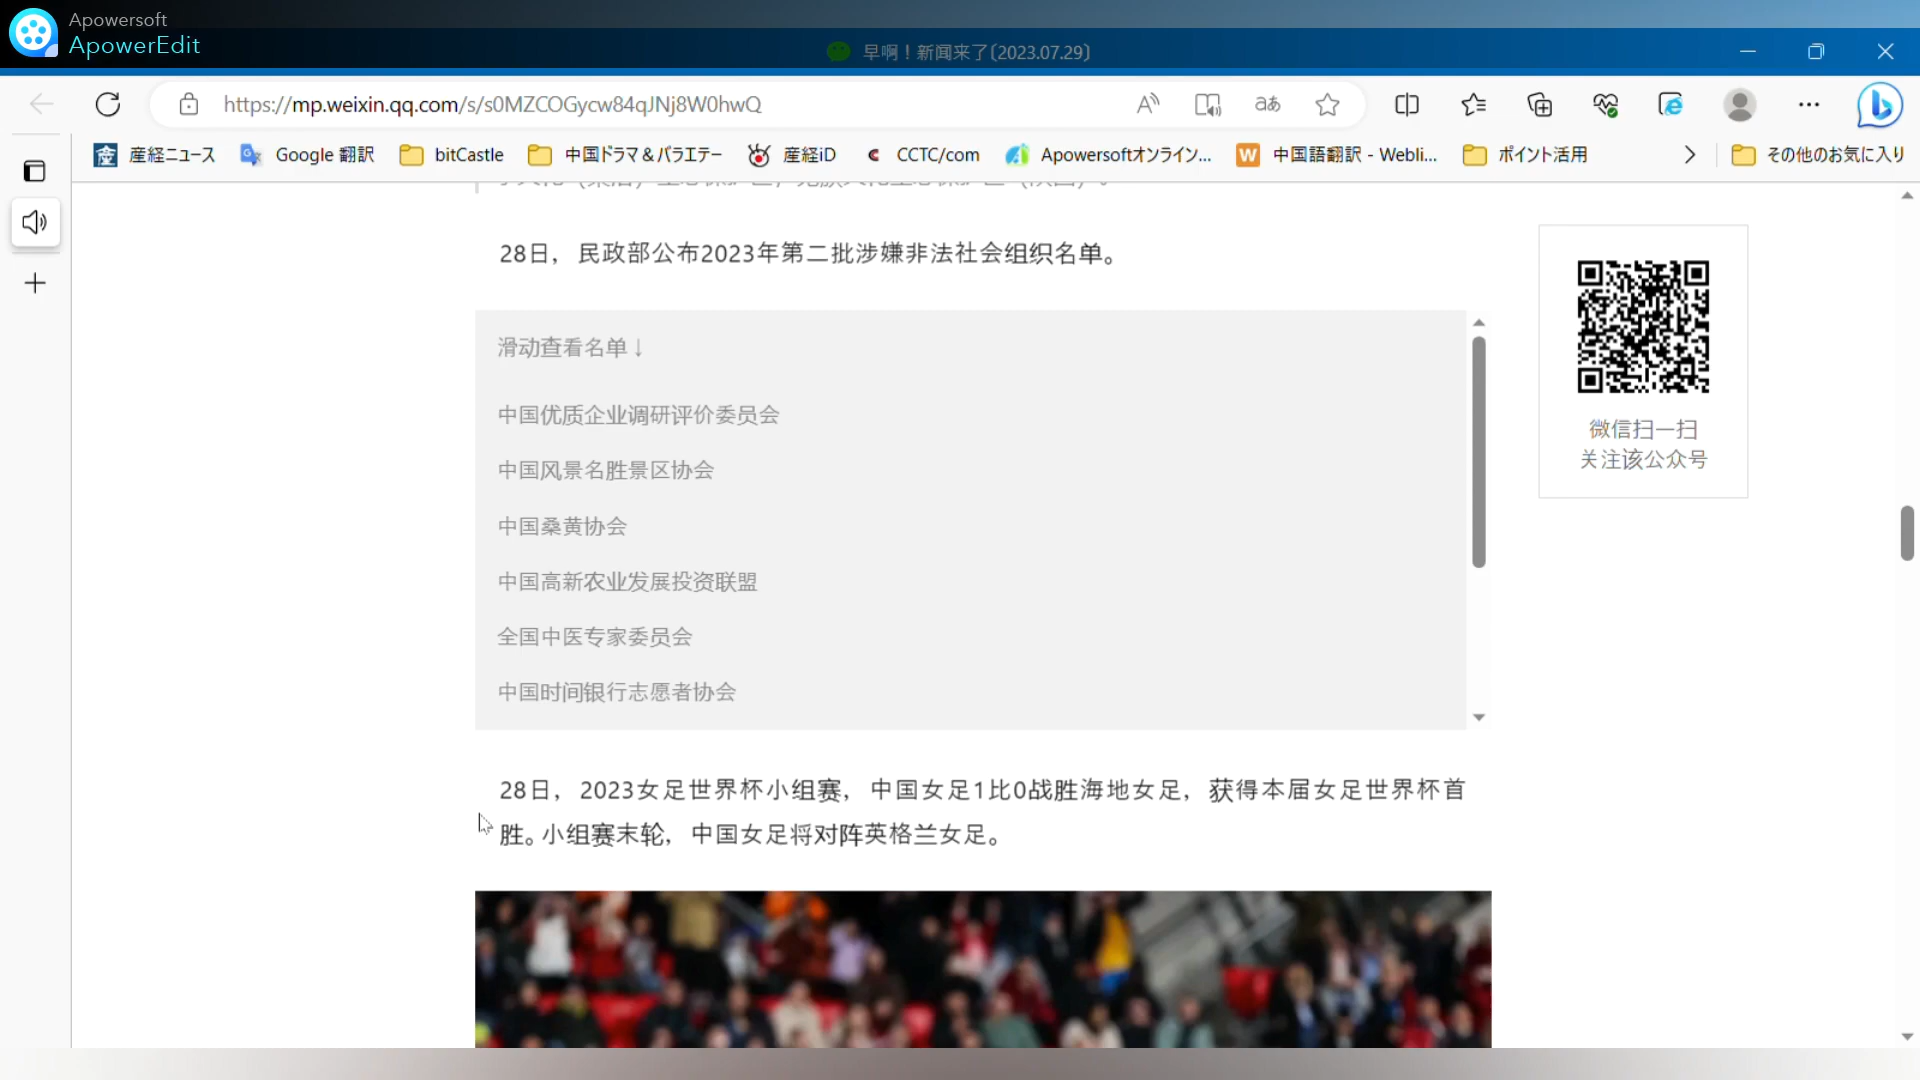 Apowersoft
ApowerEdit
早啊！新闻来了〔2023.07.29〕
https://mp.weixin.qq.com/s/s0MZCOGycw84qJNj8W0hwQ
産経ニュース
Google 翻訳
bitCastle
中国ドラマ＆バラエテー
産経iD
CCTC/com
Apowersoftオンライン...
中国語翻訳 - Webli...
ポイント活用
その他のお気に入り
28日，民政部公布2023年第二批涉嫌非法社会组织名单。
滑动查看名单↓
中国优质企业调研评价委员会
中国风景名胜景区协会
中国桑黄协会
中国高新农业发展投资联盟
全国中医专家委员会
中国时间银行志愿者协会
微信扫一扫
关注该公众号
28日，2023女足世界杯小组赛，中国女足1比0战胜海地女足，获得本届女足世界杯首
胜。小组赛末轮，中国女足将对阵英格兰女足。